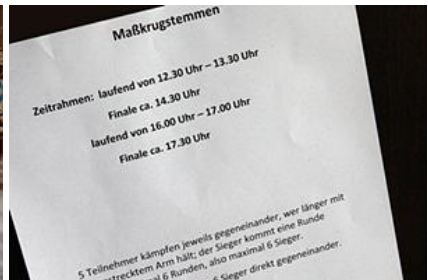 Maßkrugstemmen
Zeitrahmen: laufend von 12.30 Uhr – 13.30 Uhr
Finale ca. 14.30 Uhr
laufend von 16.00 Uhr – 17.00 Uhr
Finale ca. 17.30 Uhr
5 Teilnehmer kämpfen jeweils gegeneinander, wer länger mit
Arm hält; der Sieger kommt eine Runde
6 Runden, also maximal 6 Sieger.
6 Sieger direkt gegeneinander.